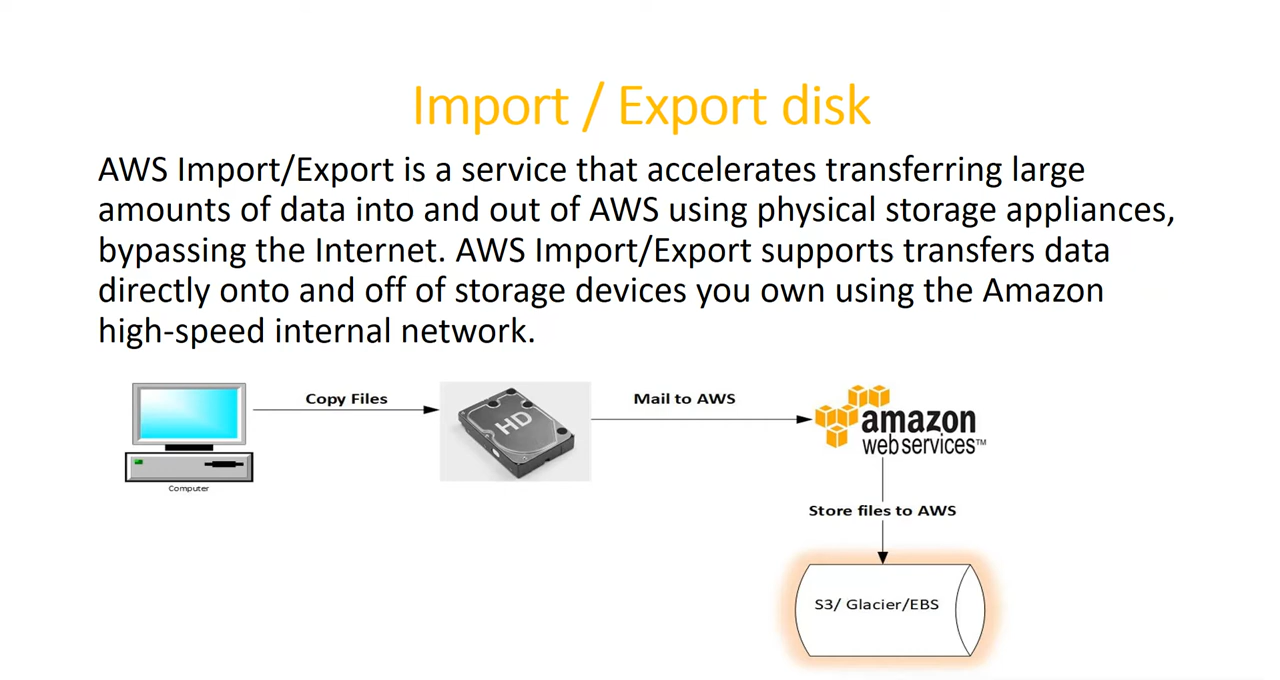 Import / Export disk
AWS Import/Export is a service that accelerates transferring large
amounts of data into and out of AWS using physical storage appliances,
bypassing the Internet. AWS Import/Export supports transfers data
directly onto and off of storage devices you own using the Amazon
high-speed internal network.
Copy Files
HD
Mail to AWS
amazon
web services™
Computer
Store files to AWS
S3/ Glacier/EBS